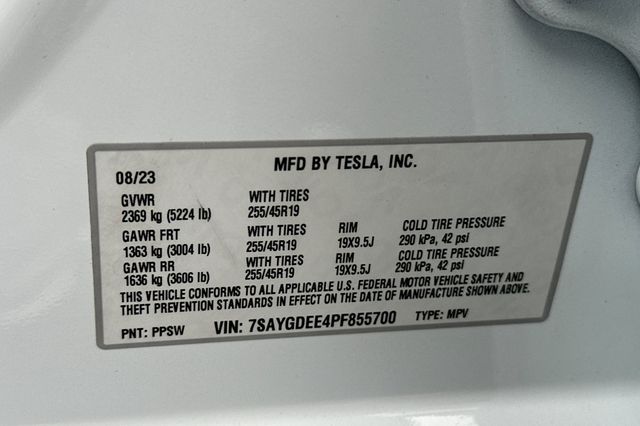 MFD BY TESLA, INC.
08/23
GVWR WITH TIRES
2369 kg (5224 lb) 255/45R19
GAWR FRT WITH TIRES RIM COLD TIRE PRESSURE
1363 kg (3004 lb) 255/45R19 19X9.5J 290 kPa, 42 psi
GAWR RR WITH TIRES RIM COLD TIRE PRESSURE
1636 kg (3606 lb) 255/45R19 19X9.5J 290 kPa, 42 psi
THIS VEHICLE CONFORMS TO ALL APPLICABLE U.S. FEDERAL MOTOR VEHICLE SAFETY AND
THEFT PREVENTION STANDARDS IN EFFECT ON THE DATE OF MANUFACTURE SHOWN ABOVE.
PNT: PPSW VIN: 7SAYGDEE4PF855700 TYPE: MPV